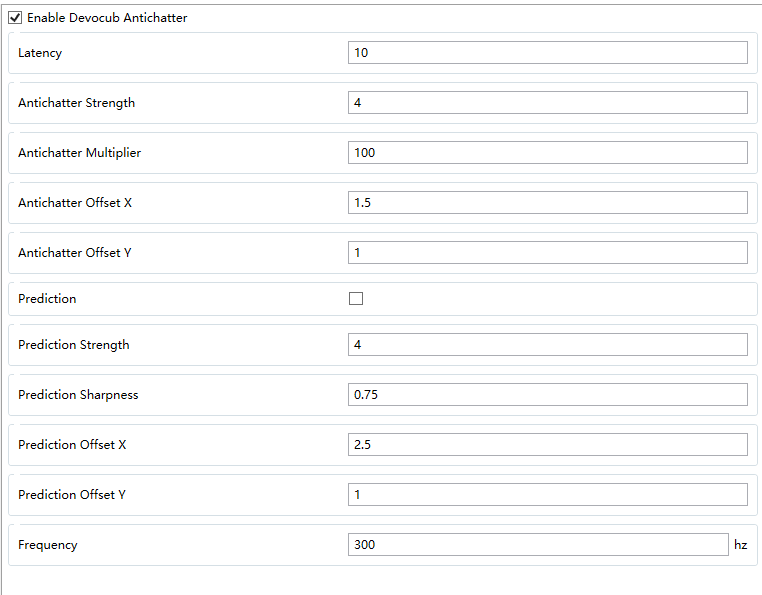 Enable Devocub Antichatter
Latency 10
Antichatter Strength 4
Antichatter Multiplier 100
Antichatter Offset X 1.5
Antichatter Offset Y 1
Prediction
Prediction Strength 4
Prediction Sharpness 0.75
Prediction Offset X 2.5
Prediction Offset Y 1
Frequency 300 hz